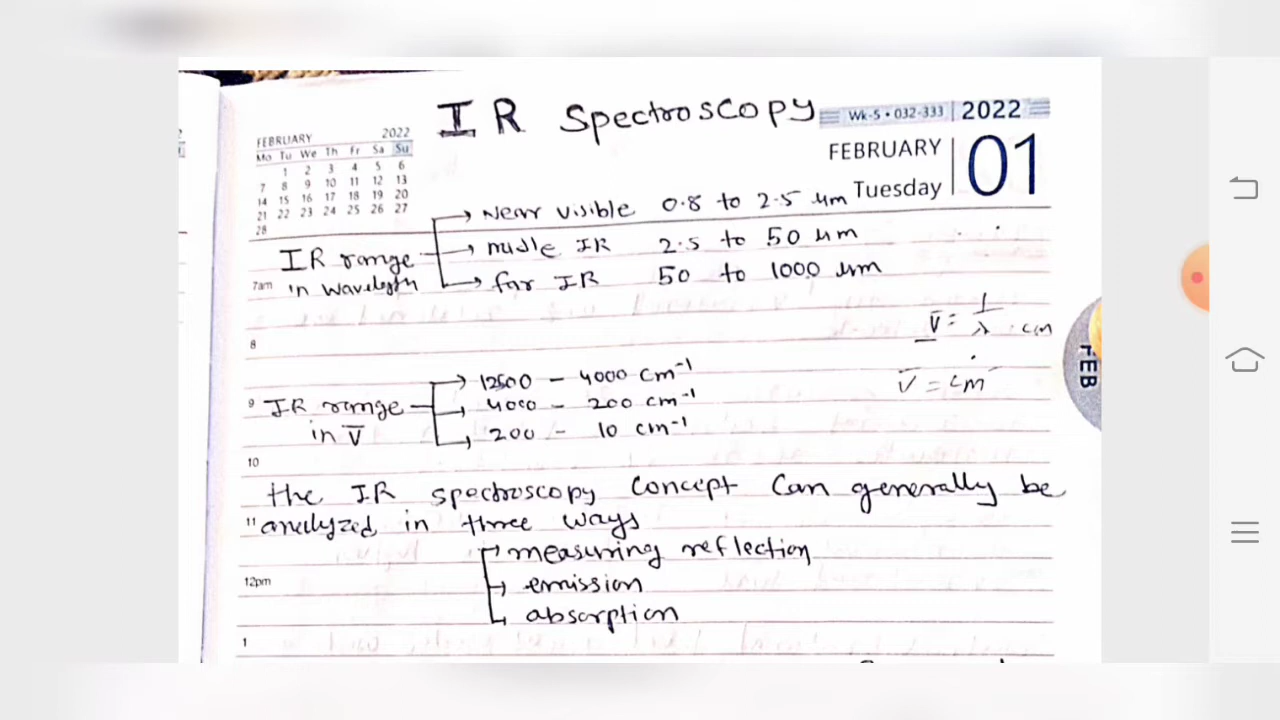 IR Spectroscopy
Wk-5 • 032-333 | 2022
FEBRUARY 2022
Mo Tu We Th Fr Sa Su
1 2 3 4 5 6
7 8 9 10 11 12 13
14 15 16 17 18 19 20
21 22 23 24 25 26 27
28
FEBRUARY
Tuesday
01
Near visible 0.8 to 2.5 μm
IR range midle IR 2.5 to 50 μm
7am in wavelegth far IR 50 to 1000 μm
8
ν̅ = 1/λ cm
ν̅ = cm⁻
FEB
12500 – 4000 cm⁻¹
9 IR range 4000 – 200 cm⁻¹
in ν̅ 200 – 10 cm⁻¹
10
the IR spectroscopy concept can generally be
11 analyzed in three ways
measuring reflection
12pm emission
absorption
1